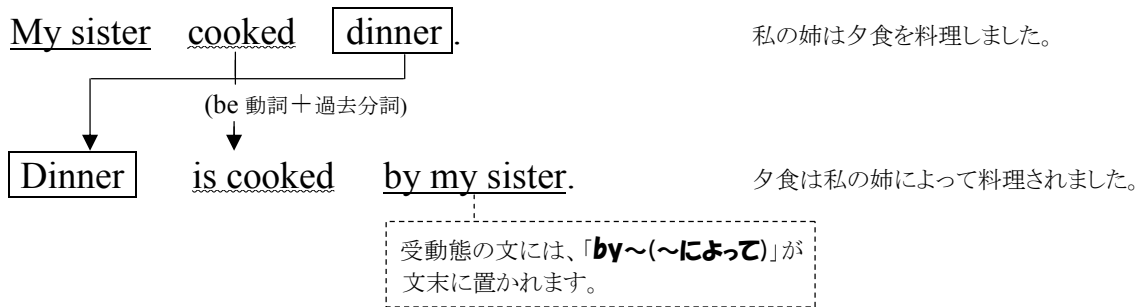 My sister cooked dinner. 私の姉は夕食を料理しました。
(be 動詞＋過去分詞)
Dinner is cooked by my sister. 夕食は私の姉によって料理されました。
受動態の文には、「by～(～によって)」が
文末に置かれます。